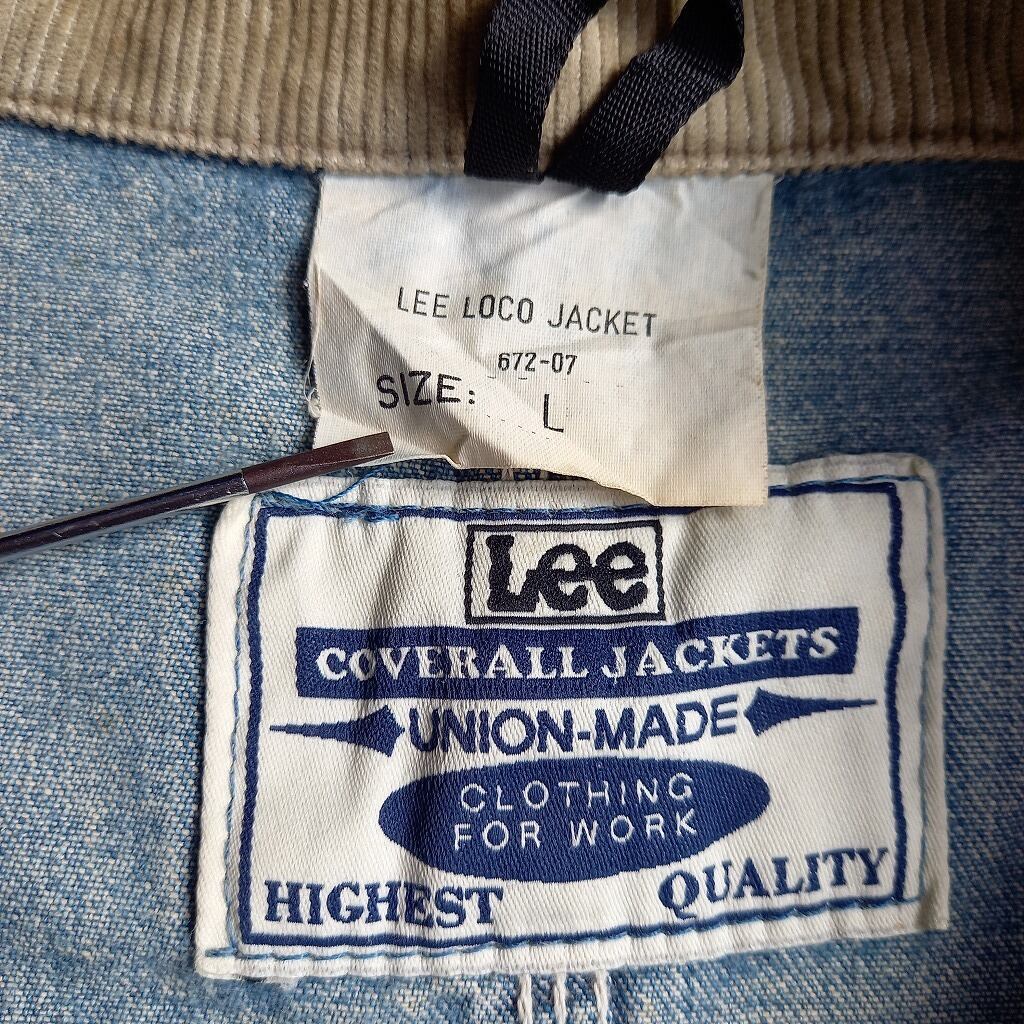 LEE LOCO JACKET
672-07
SIZE: L
Lee
COVERALL JACKETS
UNION-MADE
CLOTHING
FOR WORK
HIGHEST QUALITY